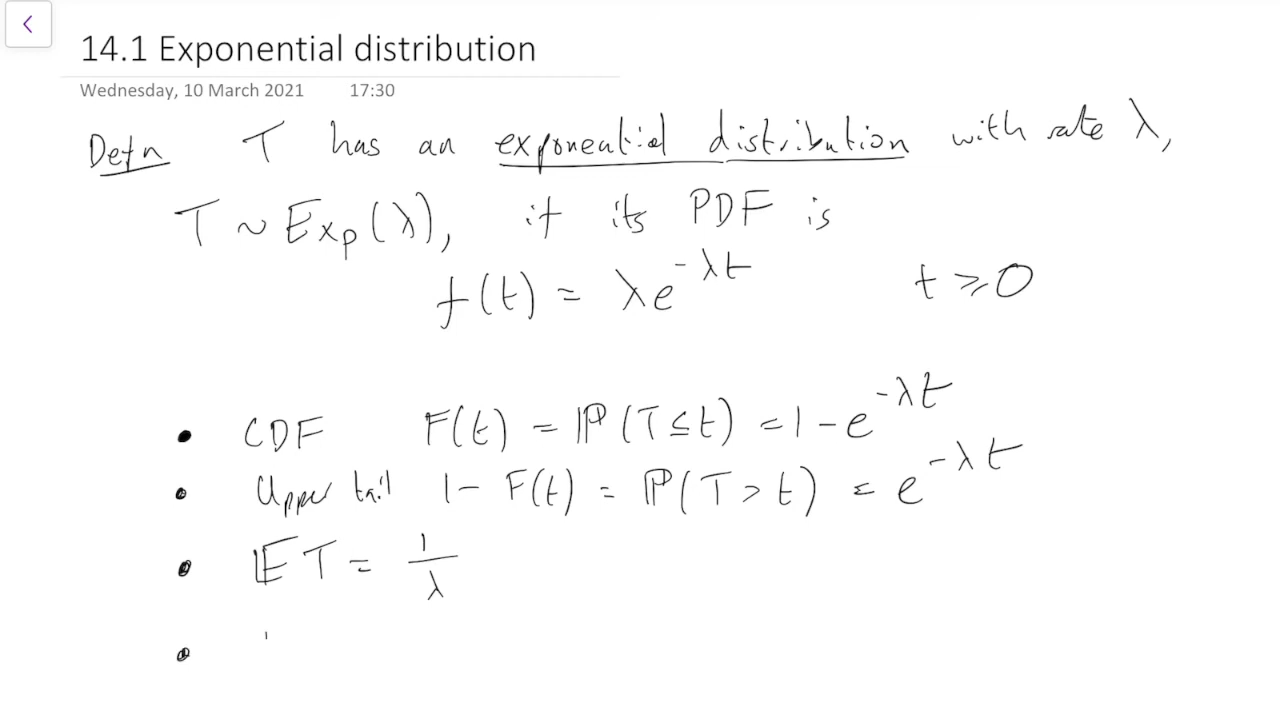 14.1 Exponential distribution
Wednesday, 10 March 2021 17:30
Defn T has an exponential distribution with rate λ,
T ~ Exp(λ), if its PDF is
f(t) = λe^{-λt} t ⩾ 0
• CDF F(t) = ℙ(T ≤ t) = 1 - e^{-λt}
• Upper tail 1 - F(t) = ℙ(T > t) = e^{-λt}
• 𝔼T = 1/λ
•